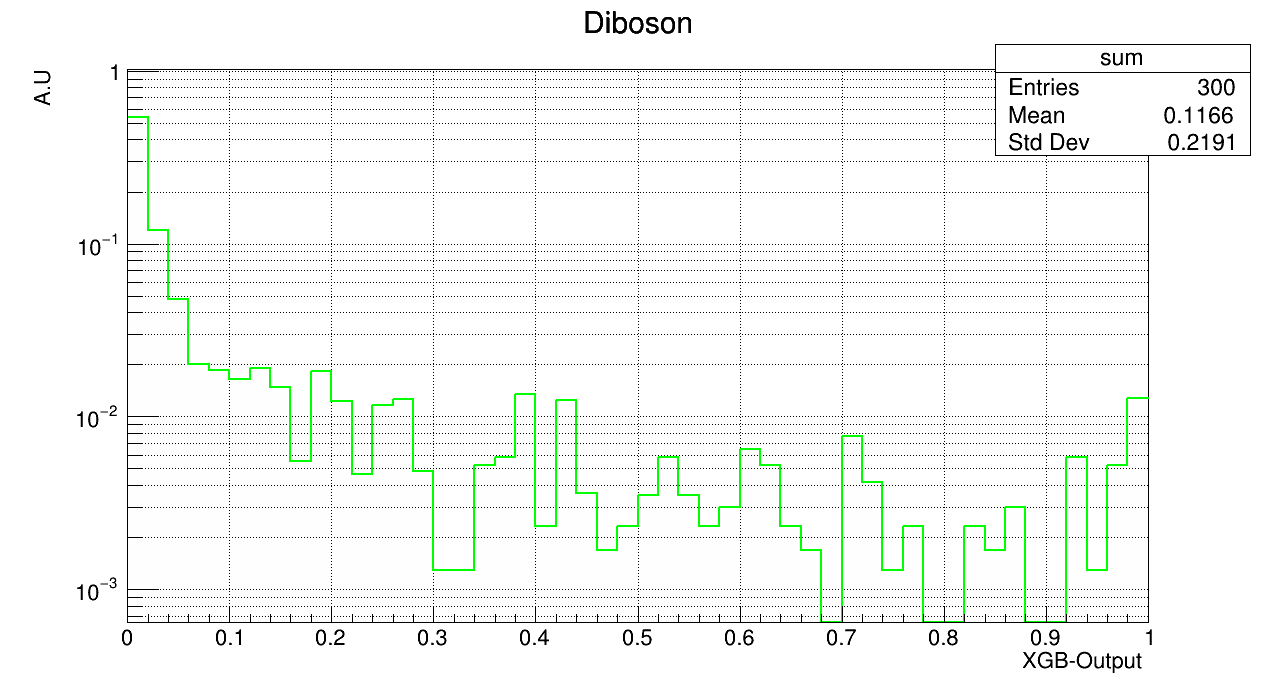 Diboson
A.U
sum
Entries 300
Mean 0.1166
Std Dev 0.2191
1
10−1
10−2
10−3
0 0.1 0.2 0.3 0.4 0.5 0.6 0.7 0.8 0.9 1
XGB-Output